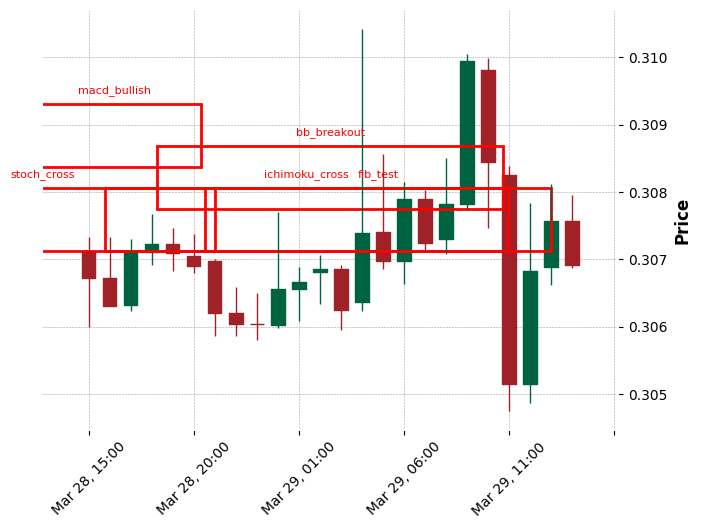 macd_bullish
bb_breakout
stoch_cross
ichimoku_cross
fib_test
0.310
0.309
0.308
0.307
0.306
0.305
Price
Mar 28, 15:00
Mar 28, 20:00
Mar 29, 01:00
Mar 29, 06:00
Mar 29, 11:00